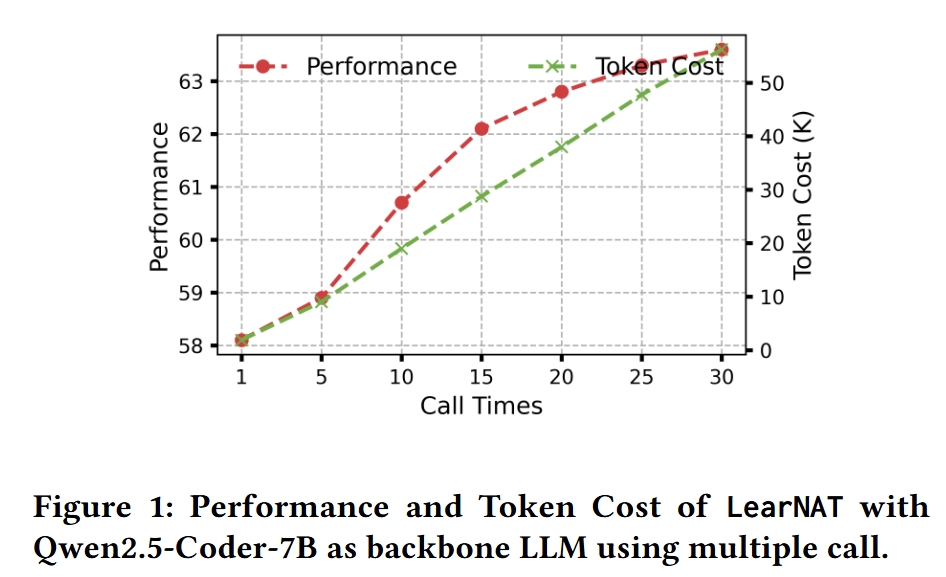 Performance
Token Cost
63
62
61
60
59
58
Performance
50
40
30
20
10
0
Token Cost (K)
1 5 10 15 20 25 30
Call Times
Figure 1: Performance and Token Cost of LearNAT with
Qwen2.5-Coder-7B as backbone LLM using multiple call.